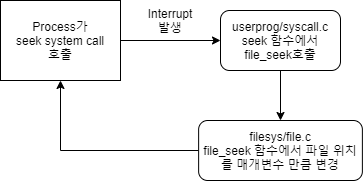 Process가
seek system call
호출
Interrupt
발생
userprog/syscall.c
seek 함수에서
file_seek호출
filesys/file.c
file_seek 함수에서 파일 위치
를 매개변수 만큼 변경